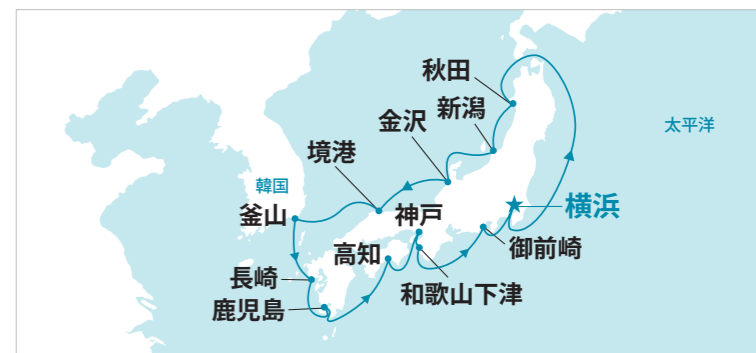 秋田
新潟
金沢
太平洋
境港
韓国
釜山
神戸
横浜
高知
御前崎
長崎
和歌山下津
鹿児島